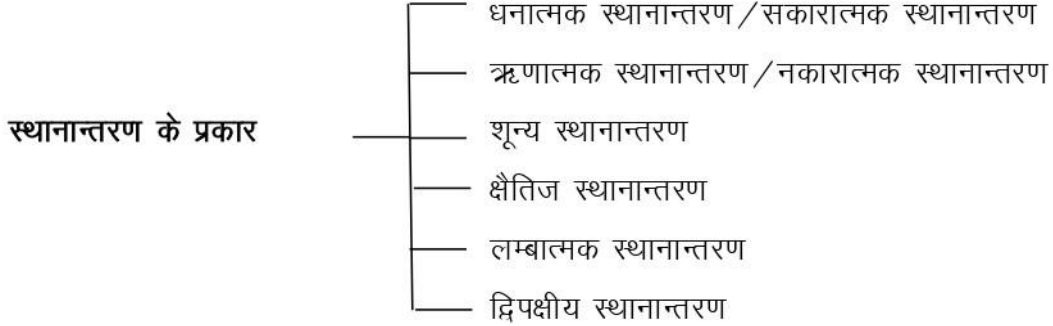 धनात्मक स्थानान्तरण/सकारात्मक स्थानान्तरण
ऋणात्मक स्थानान्तरण/नकारात्मक स्थानान्तरण
स्थानान्तरण के प्रकार
शून्य स्थानान्तरण
क्षैतिज स्थानान्तरण
लम्बात्मक स्थानान्तरण
द्विपक्षीय स्थानान्तरण